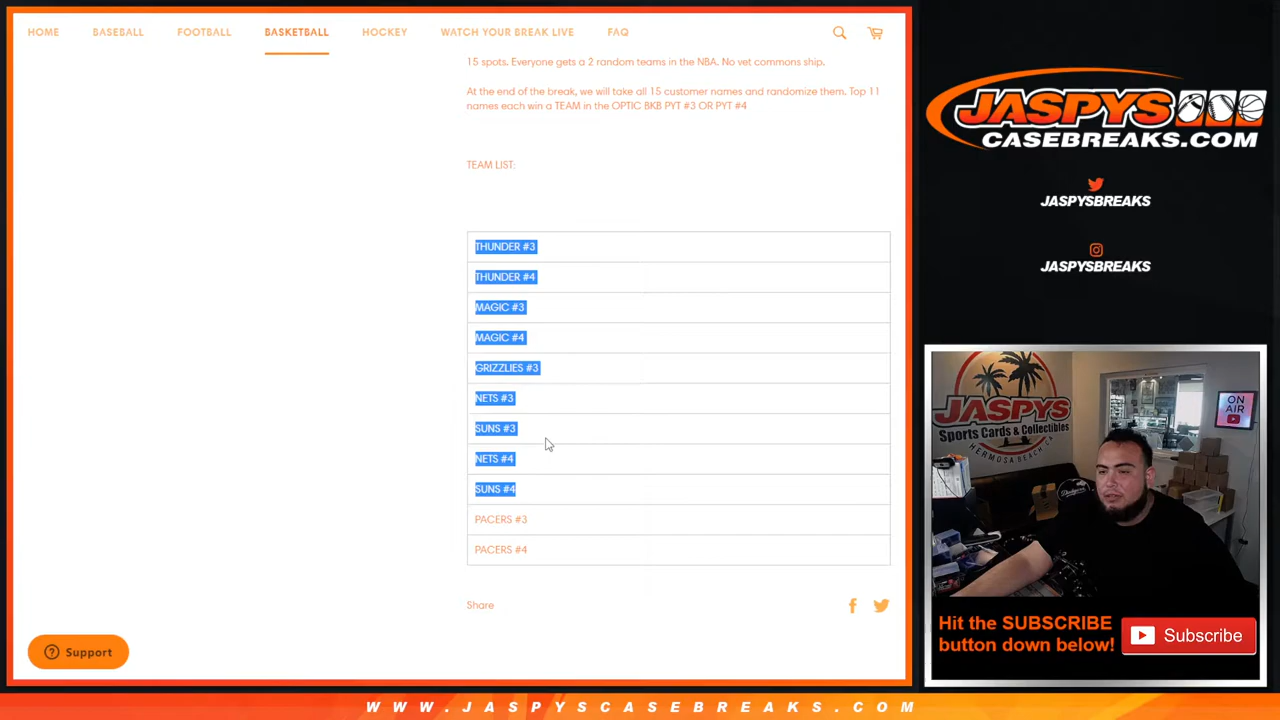 HOME BASEBALL FOOTBALL BASKETBALL HOCKEY WATCH YOUR BREAK LIVE FAQ
15 spots. Everyone gets a 2 random teams in the NBA. No vet commons ship.
At the end of the break, we will take all 15 customer names and randomize them. Top 11
names each win a TEAM in the OPTIC BKB PYT #3 OR PYT #4
TEAM LIST:
THUNDER #3
THUNDER #4
MAGIC #3
MAGIC #4
GRIZZLIES #3
NETS #3
SUNS #3
NETS #4
SUNS #4
PACERS #3
PACERS #4
Share
Support
JASPYS
CASEBREAKS.COM
JASPYSBREAKS
JASPYSBREAKS
JASPYS
Sports Cards & Collectibles
HERMOSA BEACH CA
ON
AIR
Dodgers
Hit the SUBSCRIBE
button down below!
Subscribe
WWW.JASPYSCASEBREAKS.COM